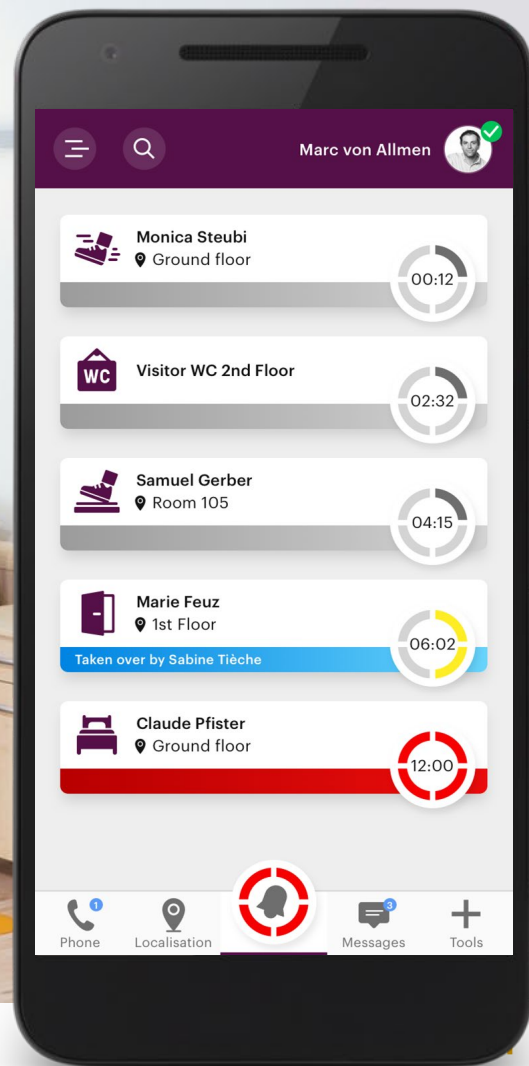 Marc von Allmen
Monica Steubi
Ground floor
00:12
WC
Visitor WC 2nd Floor
02:32
Samuel Gerber
Room 105
04:15
Marie Feuz
1st Floor
06:02
Taken over by Sabine Tièche
Claude Pfister
Ground floor
12:00
1
3
Phone
Localisation
Messages
Tools